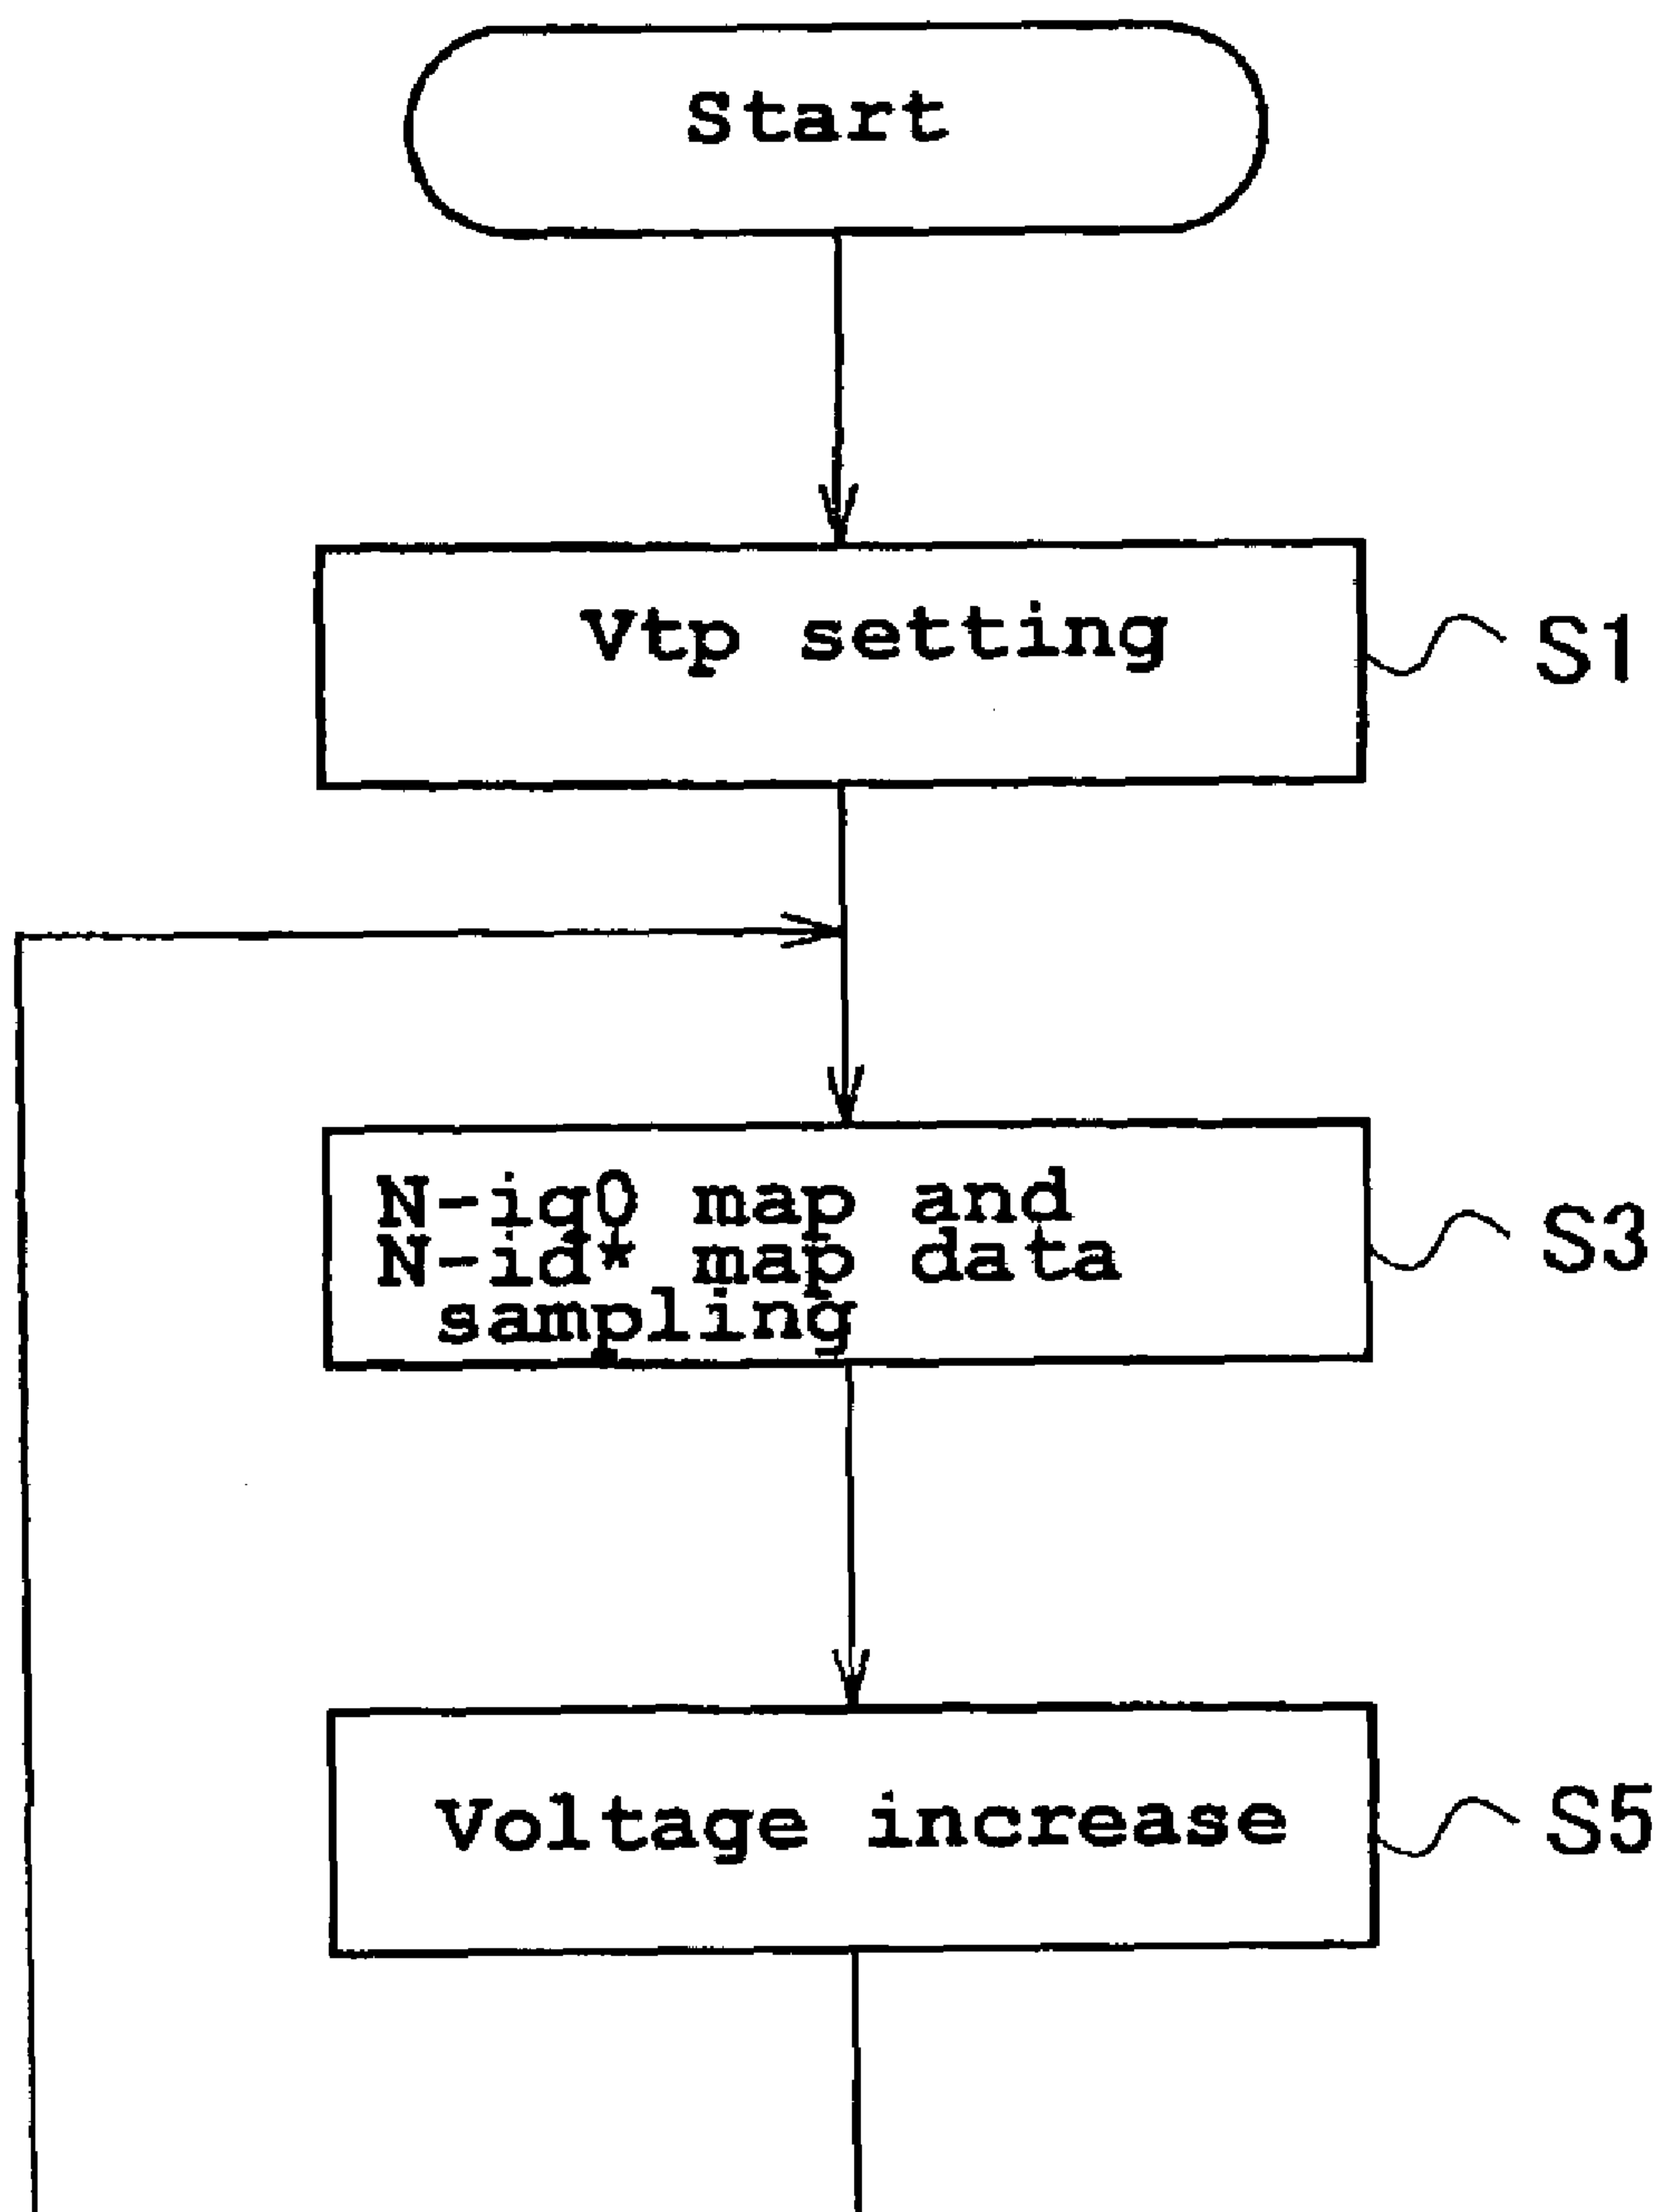 Start
Vtp setting
S1
N-iq0 map and
N-id* map data
sampling
S3
Voltage increase
S5